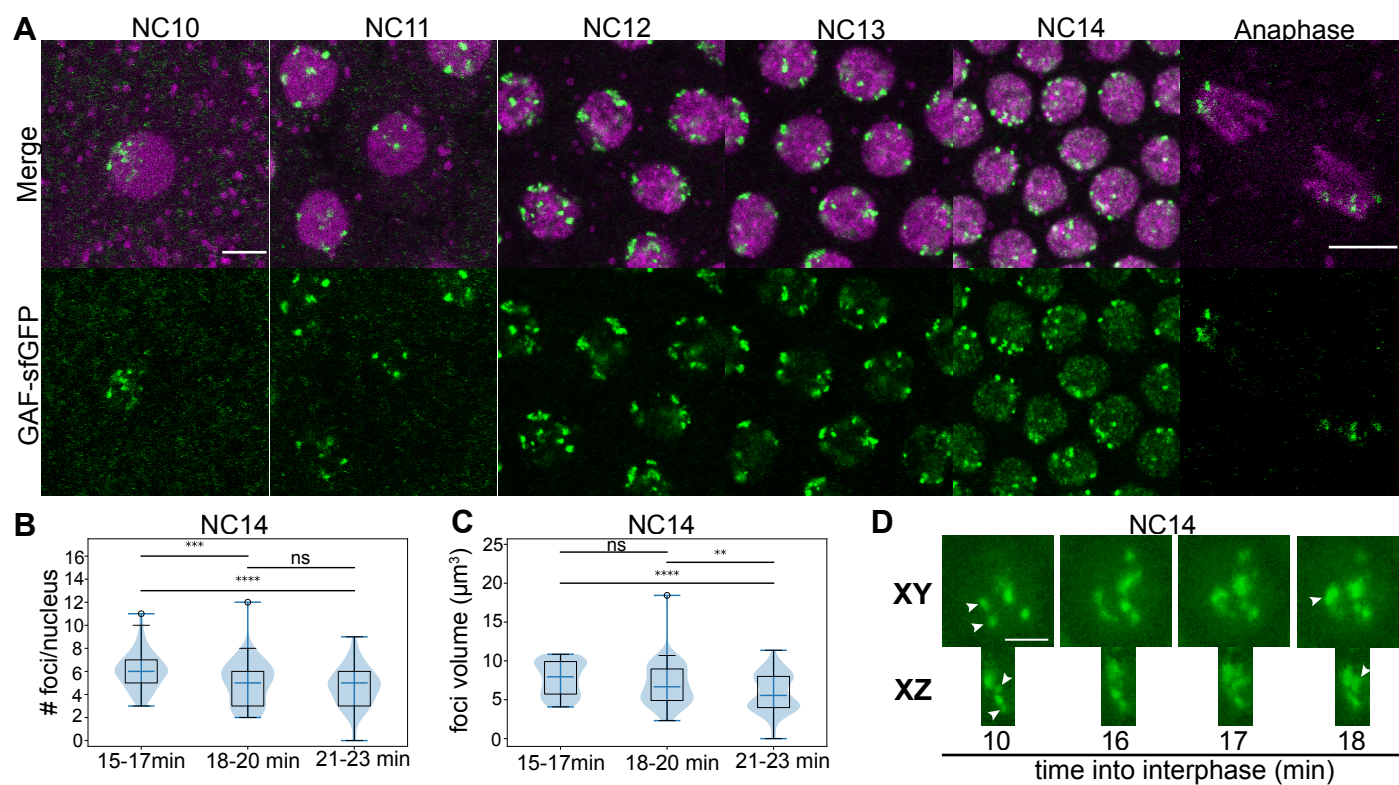 A
NC10
NC11
NC12
NC13
NC14
Anaphase
Merge
GAF-sfGFP
B
NC14
# foci/nucleus
16
14
12
10
8
6
4
2
0
***
ns
****
15-17min
18-20 min
21-23 min
C
NC14
foci volume (µm³)
25
20
15
10
5
0
ns
**
****
15-17min
18-20 min
21-23 min
D
NC14
XY
XZ
10
16
17
18
time into interphase (min)